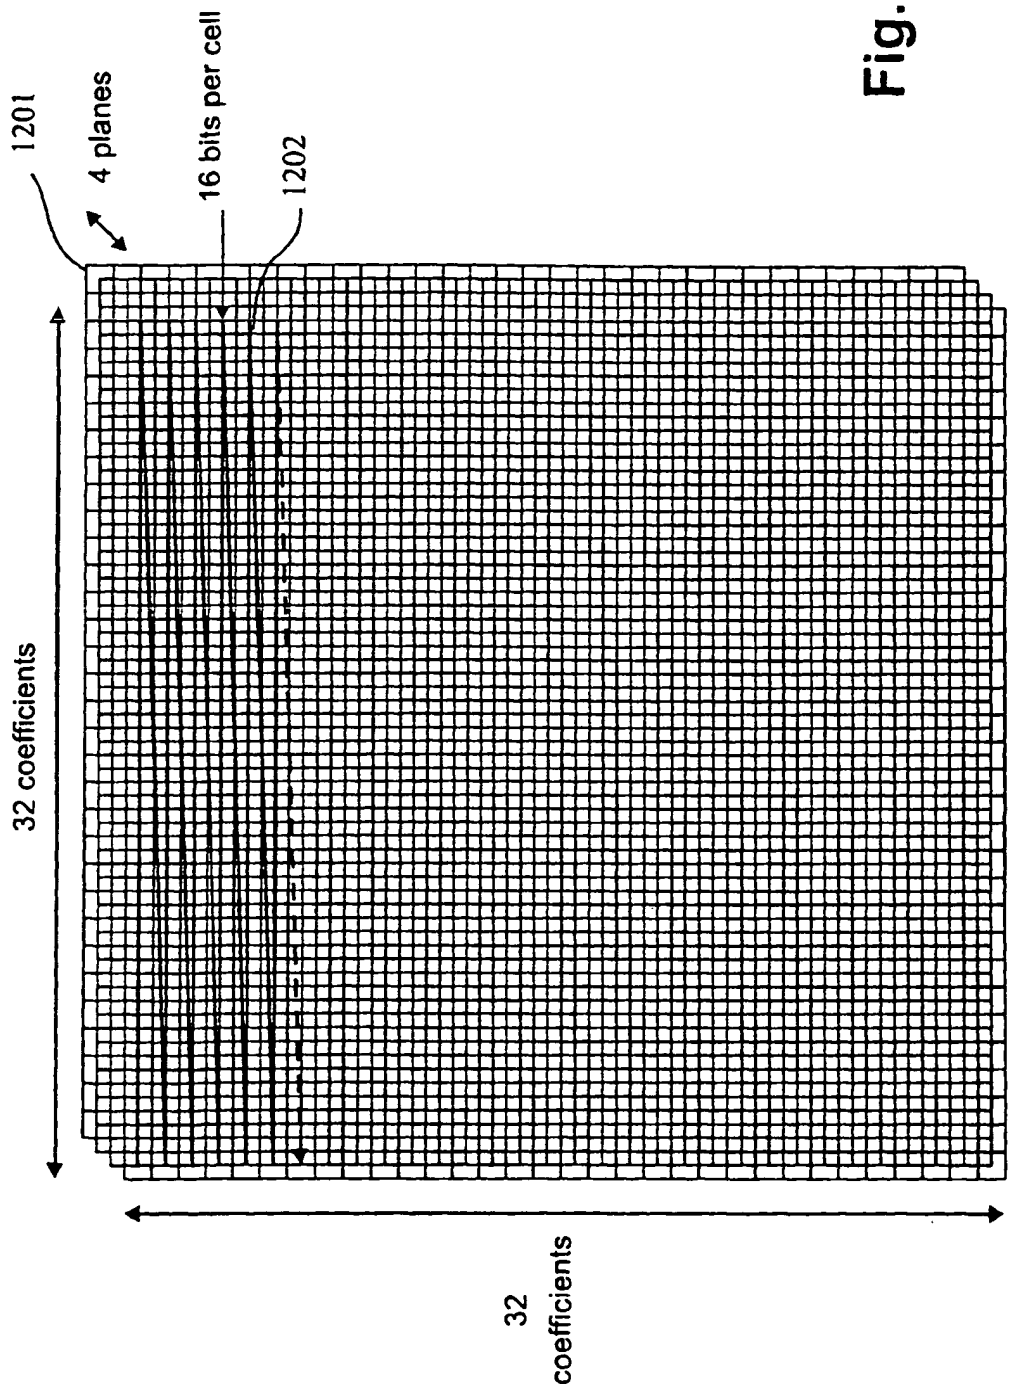 1201
4 planes
16 bits per cell
1202
32 coefficients
32
coefficients
Fig.